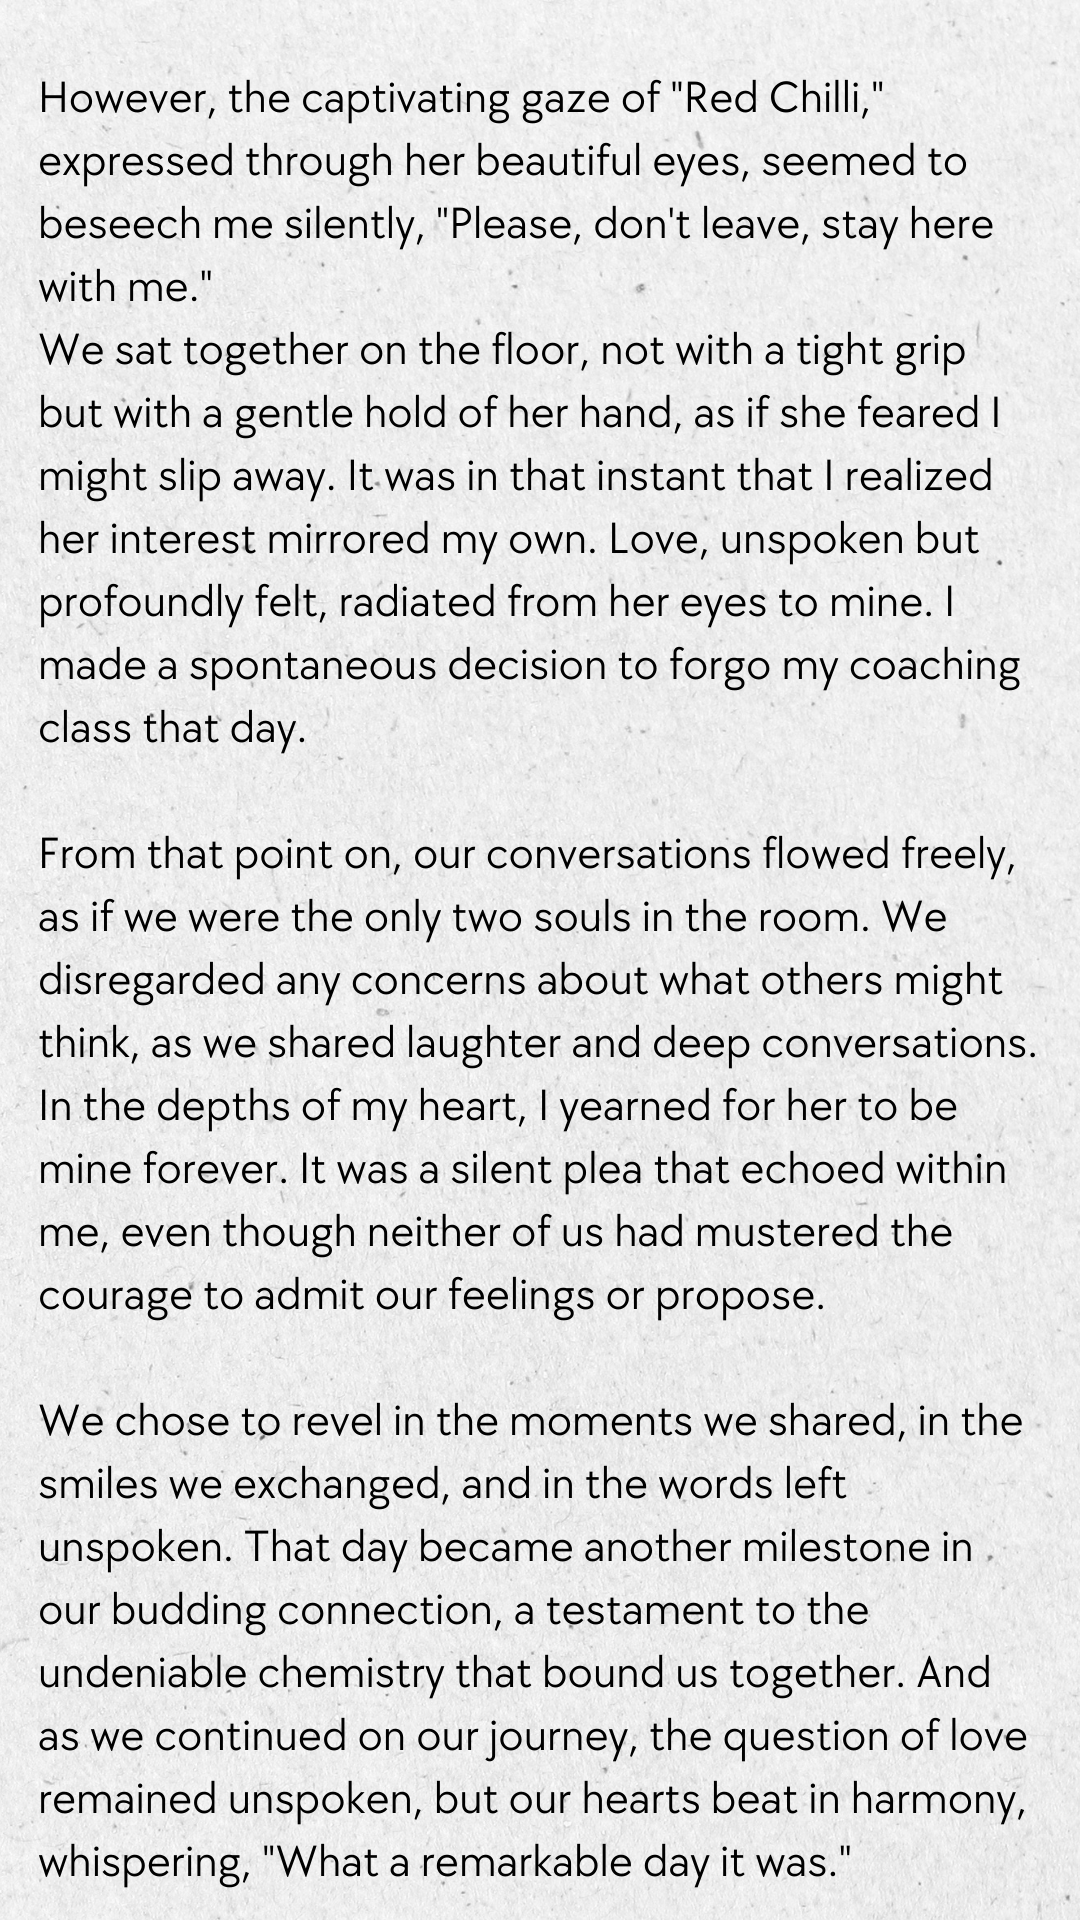 However, the captivating gaze of "Red Chilli,"
expressed through her beautiful eyes, seemed to
beseech me silently, "Please, don't leave, stay here
with me."
We sat together on the floor, not with a tight grip
but with a gentle hold of her hand, as if she feared I
might slip away. It was in that instant that I realized
her interest mirrored my own. Love, unspoken but
profoundly felt, radiated from her eyes to mine. I
made a spontaneous decision to forgo my coaching
class that day.
From that point on, our conversations flowed freely,
as if we were the only two souls in the room. We
disregarded any concerns about what others might
think, as we shared laughter and deep conversations.
In the depths of my heart, I yearned for her to be
mine forever. It was a silent plea that echoed within
me, even though neither of us had mustered the
courage to admit our feelings or propose.
We chose to revel in the moments we shared, in the
smiles we exchanged, and in the words left
unspoken. That day became another milestone in
our budding connection, a testament to the
undeniable chemistry that bound us together. And
as we continued on our journey, the question of love
remained unspoken, but our hearts beat in harmony,
whispering, "What a remarkable day it was."